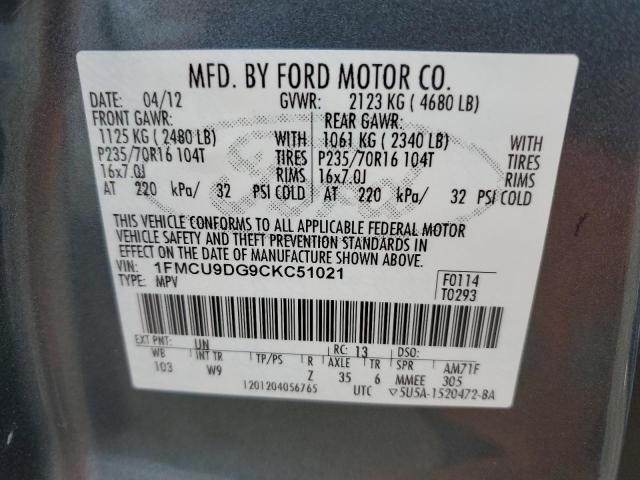 MFD. BY FORD MOTOR CO.
DATE: 04/12 GVWR: 2123 KG ( 4680 LB)
FRONT GAWR: REAR GAWR:
1125 KG ( 2480 LB) WITH 1061 KG ( 2340 LB) WITH
P235/70R16 104T TIRES P235/70R16 104T TIRES
16x7.0J RIMS 16x7.0J RIMS
AT 220 kPa/ 32 PSI COLD AT 220 kPa/ 32 PSI COLD
THIS VEHICLE CONFORMS TO ALL APPLICABLE FEDERAL MOTOR
VEHICLE SAFETY AND THEFT PREVENTION STANDARDS IN
EFFECT ON THE DATE OF MANUFACTURE SHOWN ABOVE.
VIN: 1FMCU9DG9CKC51021
TYPE: MPV
F0114
T0293
EXT PNT: UN RC: 13 DSO:
WB INT TR TP/PS R AXLE TR SPR AM71F
103 W9 Z 35 6 MMEE 305
1201204056765 UTC 5U5A-1520472-BA